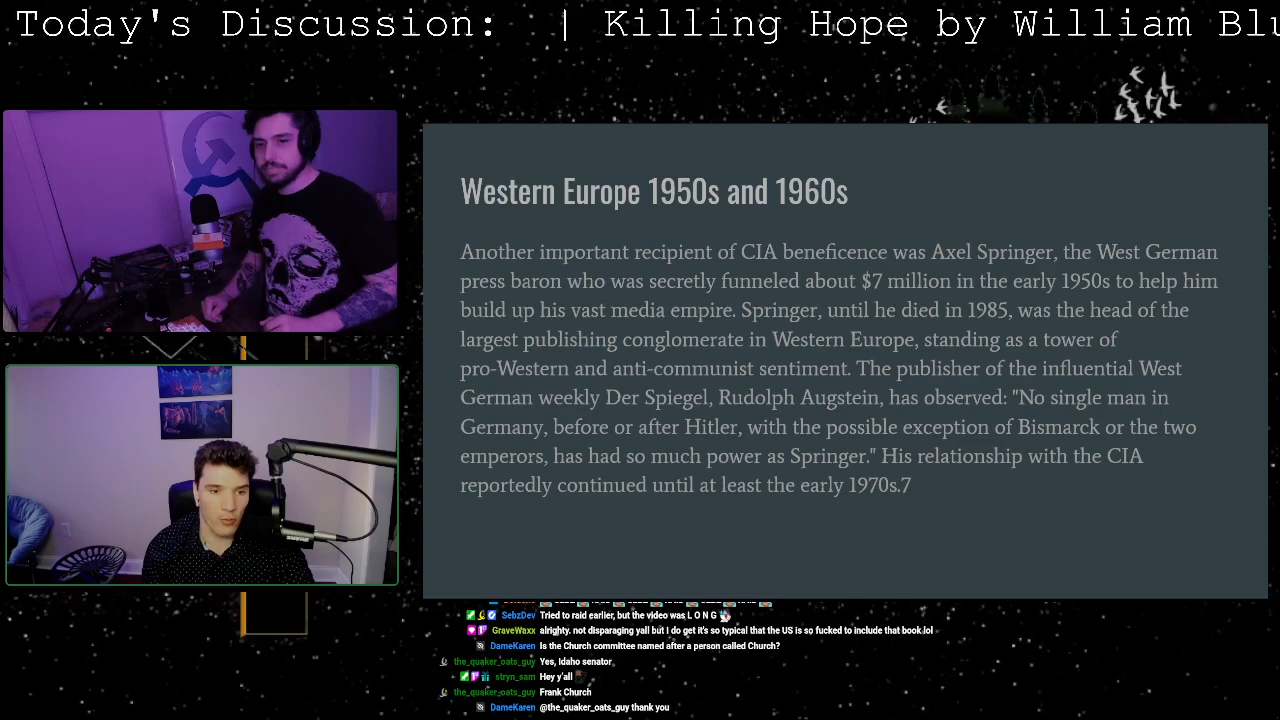 Today's Discussion:  | Killing Hope by William Blu
Western Europe 1950s and 1960s
Another important recipient of CIA beneficence was Axel Springer, the West German
press baron who was secretly funneled about $7 million in the early 1950s to help him
build up his vast media empire. Springer, until he died in 1985, was the head of the
largest publishing conglomerate in Western Europe, standing as a tower of
pro-Western and anti-communist sentiment. The publisher of the influential West
German weekly Der Spiegel, Rudolph Augstein, has observed: "No single man in
Germany, before or after Hitler, with the possible exception of Bismarck or the two
emperors, has had so much power as Springer." His relationship with the CIA
reportedly continued until at least the early 1970s.7
SebzDev Tried to raid earlier, but the video was L O N G
GraveWaxx alrighty. not disparaging yall but I do get it's so typical that the US is so fucked to include that book lol
DameKaren Is the Church committee named after a person called Church?
the_quaker_oats_guy Yes, Idaho senator
stryn_sam Hey y'all
the_quaker_oats_guy Frank Church
DameKaren @the_quaker_oats_guy thank you